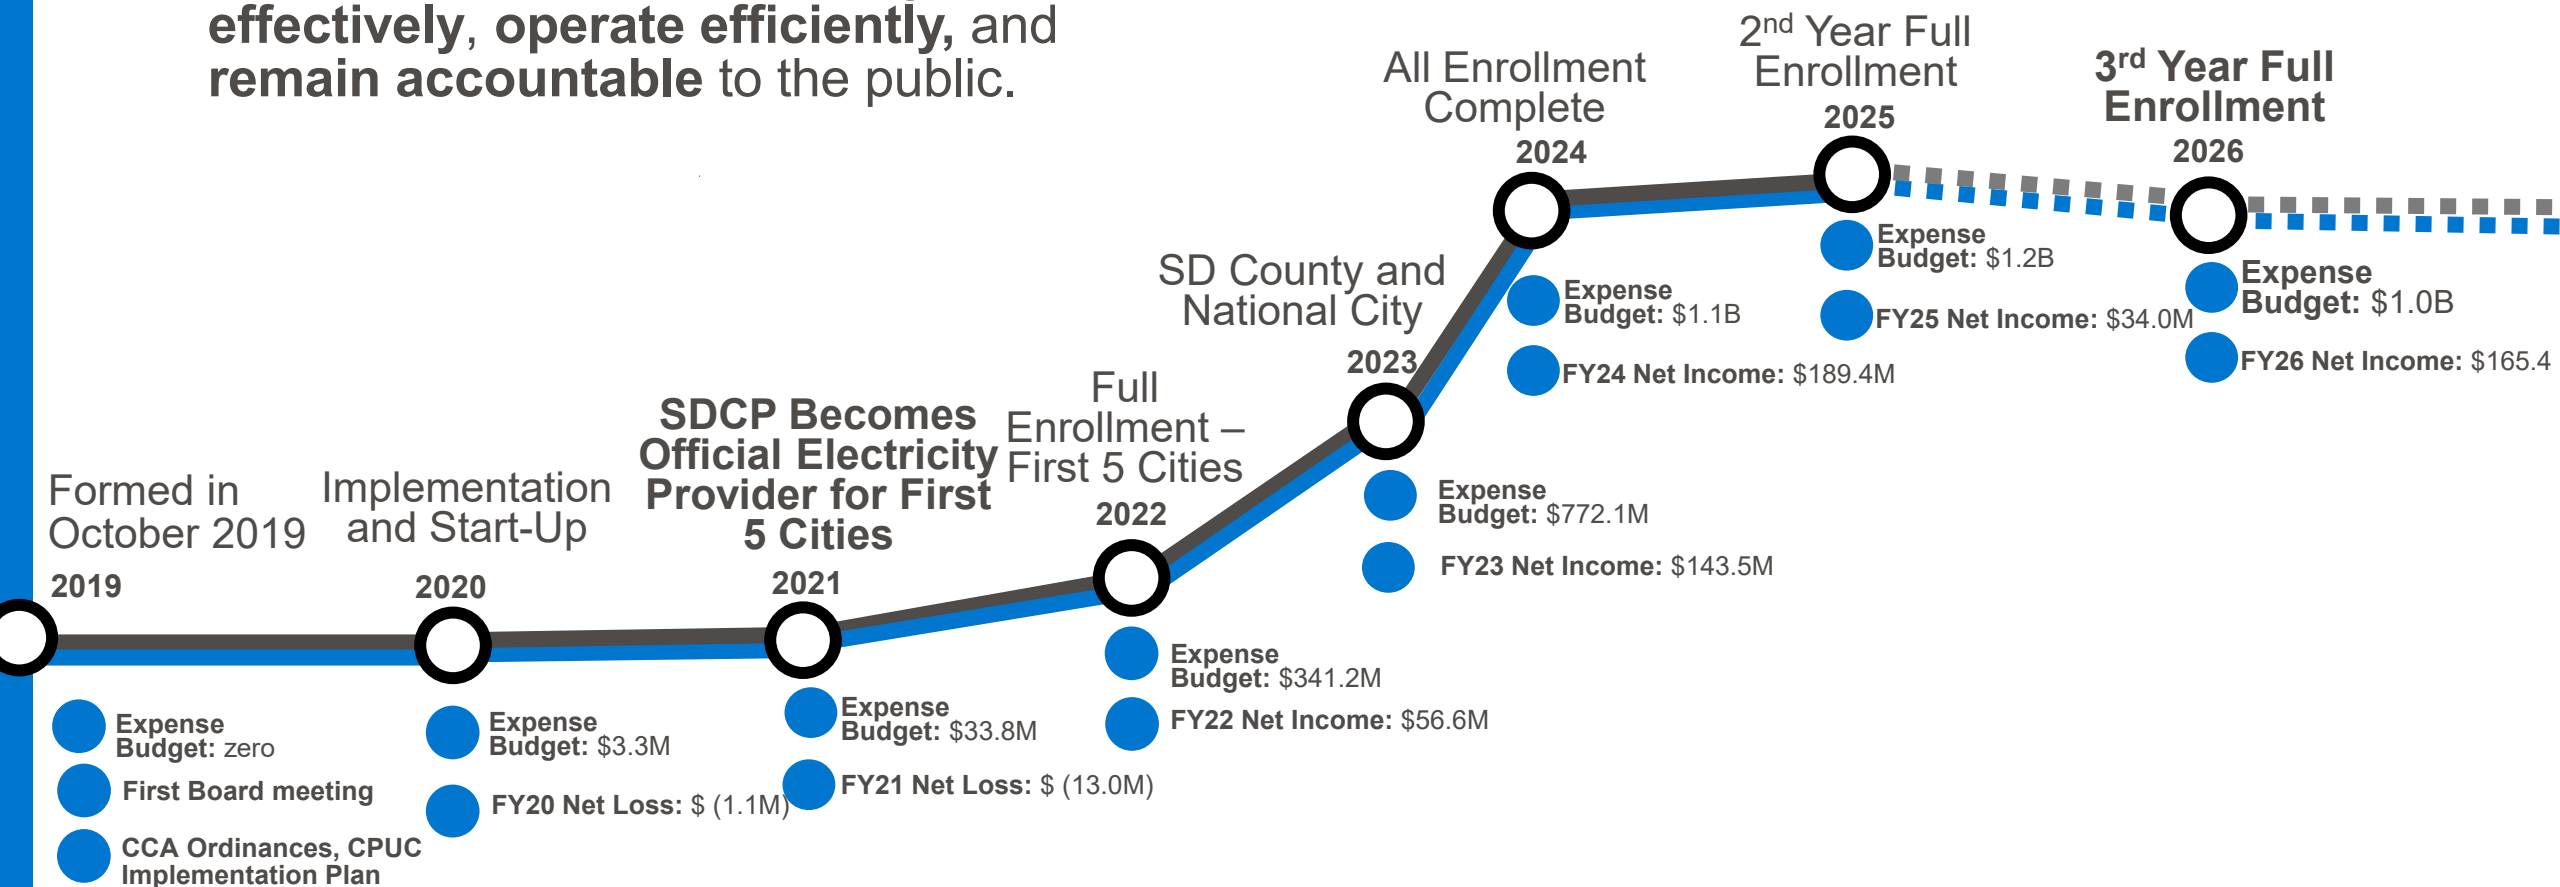 effectively, operate efficiently, and
remain accountable to the public.
Formed in
October 2019
2019
Expense
Budget: zero
First Board meeting
CCA Ordinances, CPUC
Implementation Plan
Implementation
and Start-Up
2020
Expense
Budget: $3.3M
FY20 Net Loss: $ (1.1M)
SDCP Becomes
Official Electricity
Provider for First
5 Cities
2021
Expense
Budget: $33.8M
FY21 Net Loss: $ (13.0M)
Full
Enrollment –
First 5 Cities
2022
Expense
Budget: $341.2M
FY22 Net Income: $56.6M
SD County and
National City
2023
Expense
Budget: $772.1M
FY23 Net Income: $143.5M
All Enrollment
Complete
2024
Expense
Budget: $1.1B
FY24 Net Income: $189.4M
2nd Year Full
Enrollment
2025
Expense
Budget: $1.2B
FY25 Net Income: $34.0M
3rd Year Full
Enrollment
2026
Expense
Budget: $1.0B
FY26 Net Income: $165.4